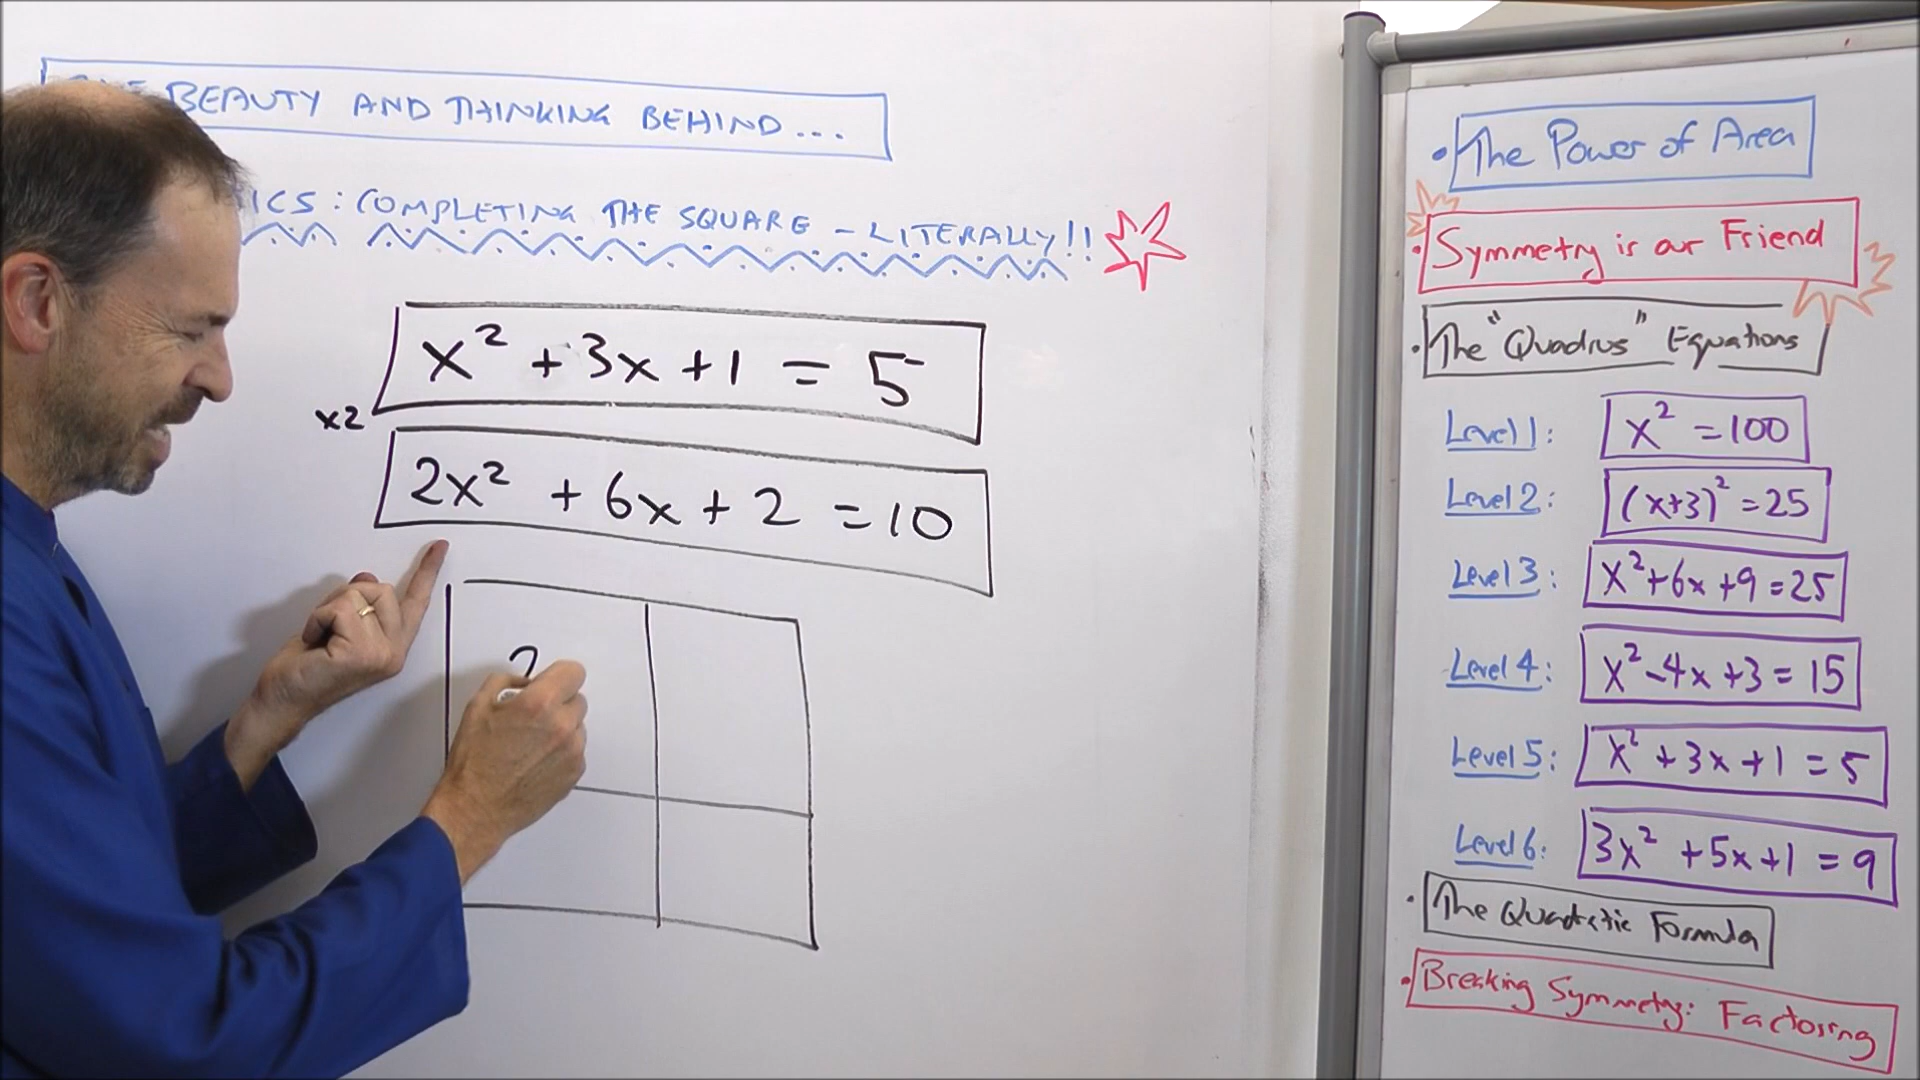 BEAUTY AND THINKING BEHIND...
ICS: COMPLETING THE SQUARE - LITERALLY!!
x² + 3x + 1 = 5
x2
2x² + 6x + 2 = 10
2
• The Power of Area
• Symmetry is our Friend
• The "Quadrus" Equations
Level 1: x² = 100
Level 2: (x+3)² = 25
Level 3: x² + 6x + 9 = 25
Level 4: x² - 4x + 3 = 15
Level 5: x² + 3x + 1 = 5
Level 6: 3x² + 5x + 1 = 9
• The Quadratic Formula
• Breaking Symmetry: Factoring